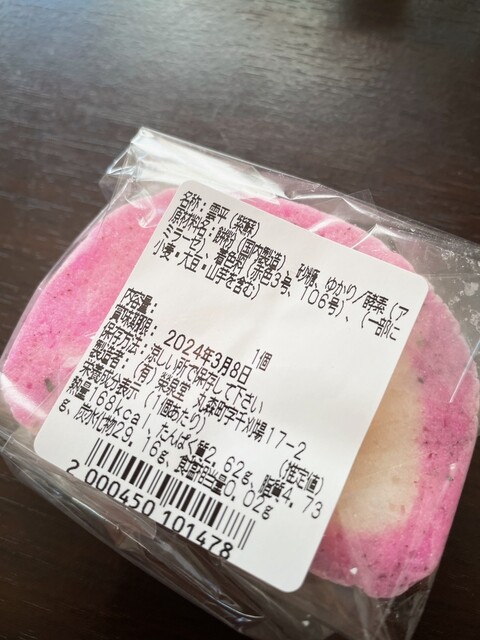 名称：雲平（紫蘇）
原材料名：餅粉（国内製造）、砂糖、ゆかり／酵素（ア
ミラーゼ）、着色料（赤色3号、106号）、（一部に
小麦・大豆・山芋を含む）
内容量： 1個
賞味期限： 2024年3月8日
保存方法：涼しい所で保存して下さい
製造者：（有） 丸森町字千刈場17-2
栄養成分表示（1個あたり） （推定値）
熱量168kcal、たんぱく質2.62g、脂質4.73
g、炭水化物29.16g、食塩相当量0.02g
2 000450 101478